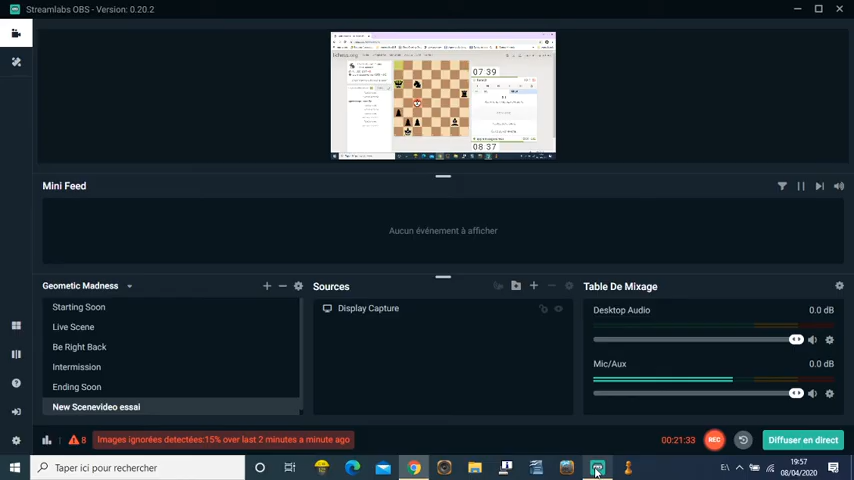 Streamlabs OBS - Version: 0.20.2
07 39
08 37
Mini Feed
Aucun événement à afficher
Geometic Madness
Sources
Table De Mixage
Starting Soon
Live Scene
Be Right Back
Intermission
Ending Soon
New Scenevideo essai
Display Capture
Desktop Audio 0.0 dB
Mic/Aux 0.0 dB
8 Images ignorées detéctées:15% over last 2 minutes a minute ago
00:21:33 REC Diffuser en direct
Taper ici pour rechercher
E:\
19:57
08/04/2020